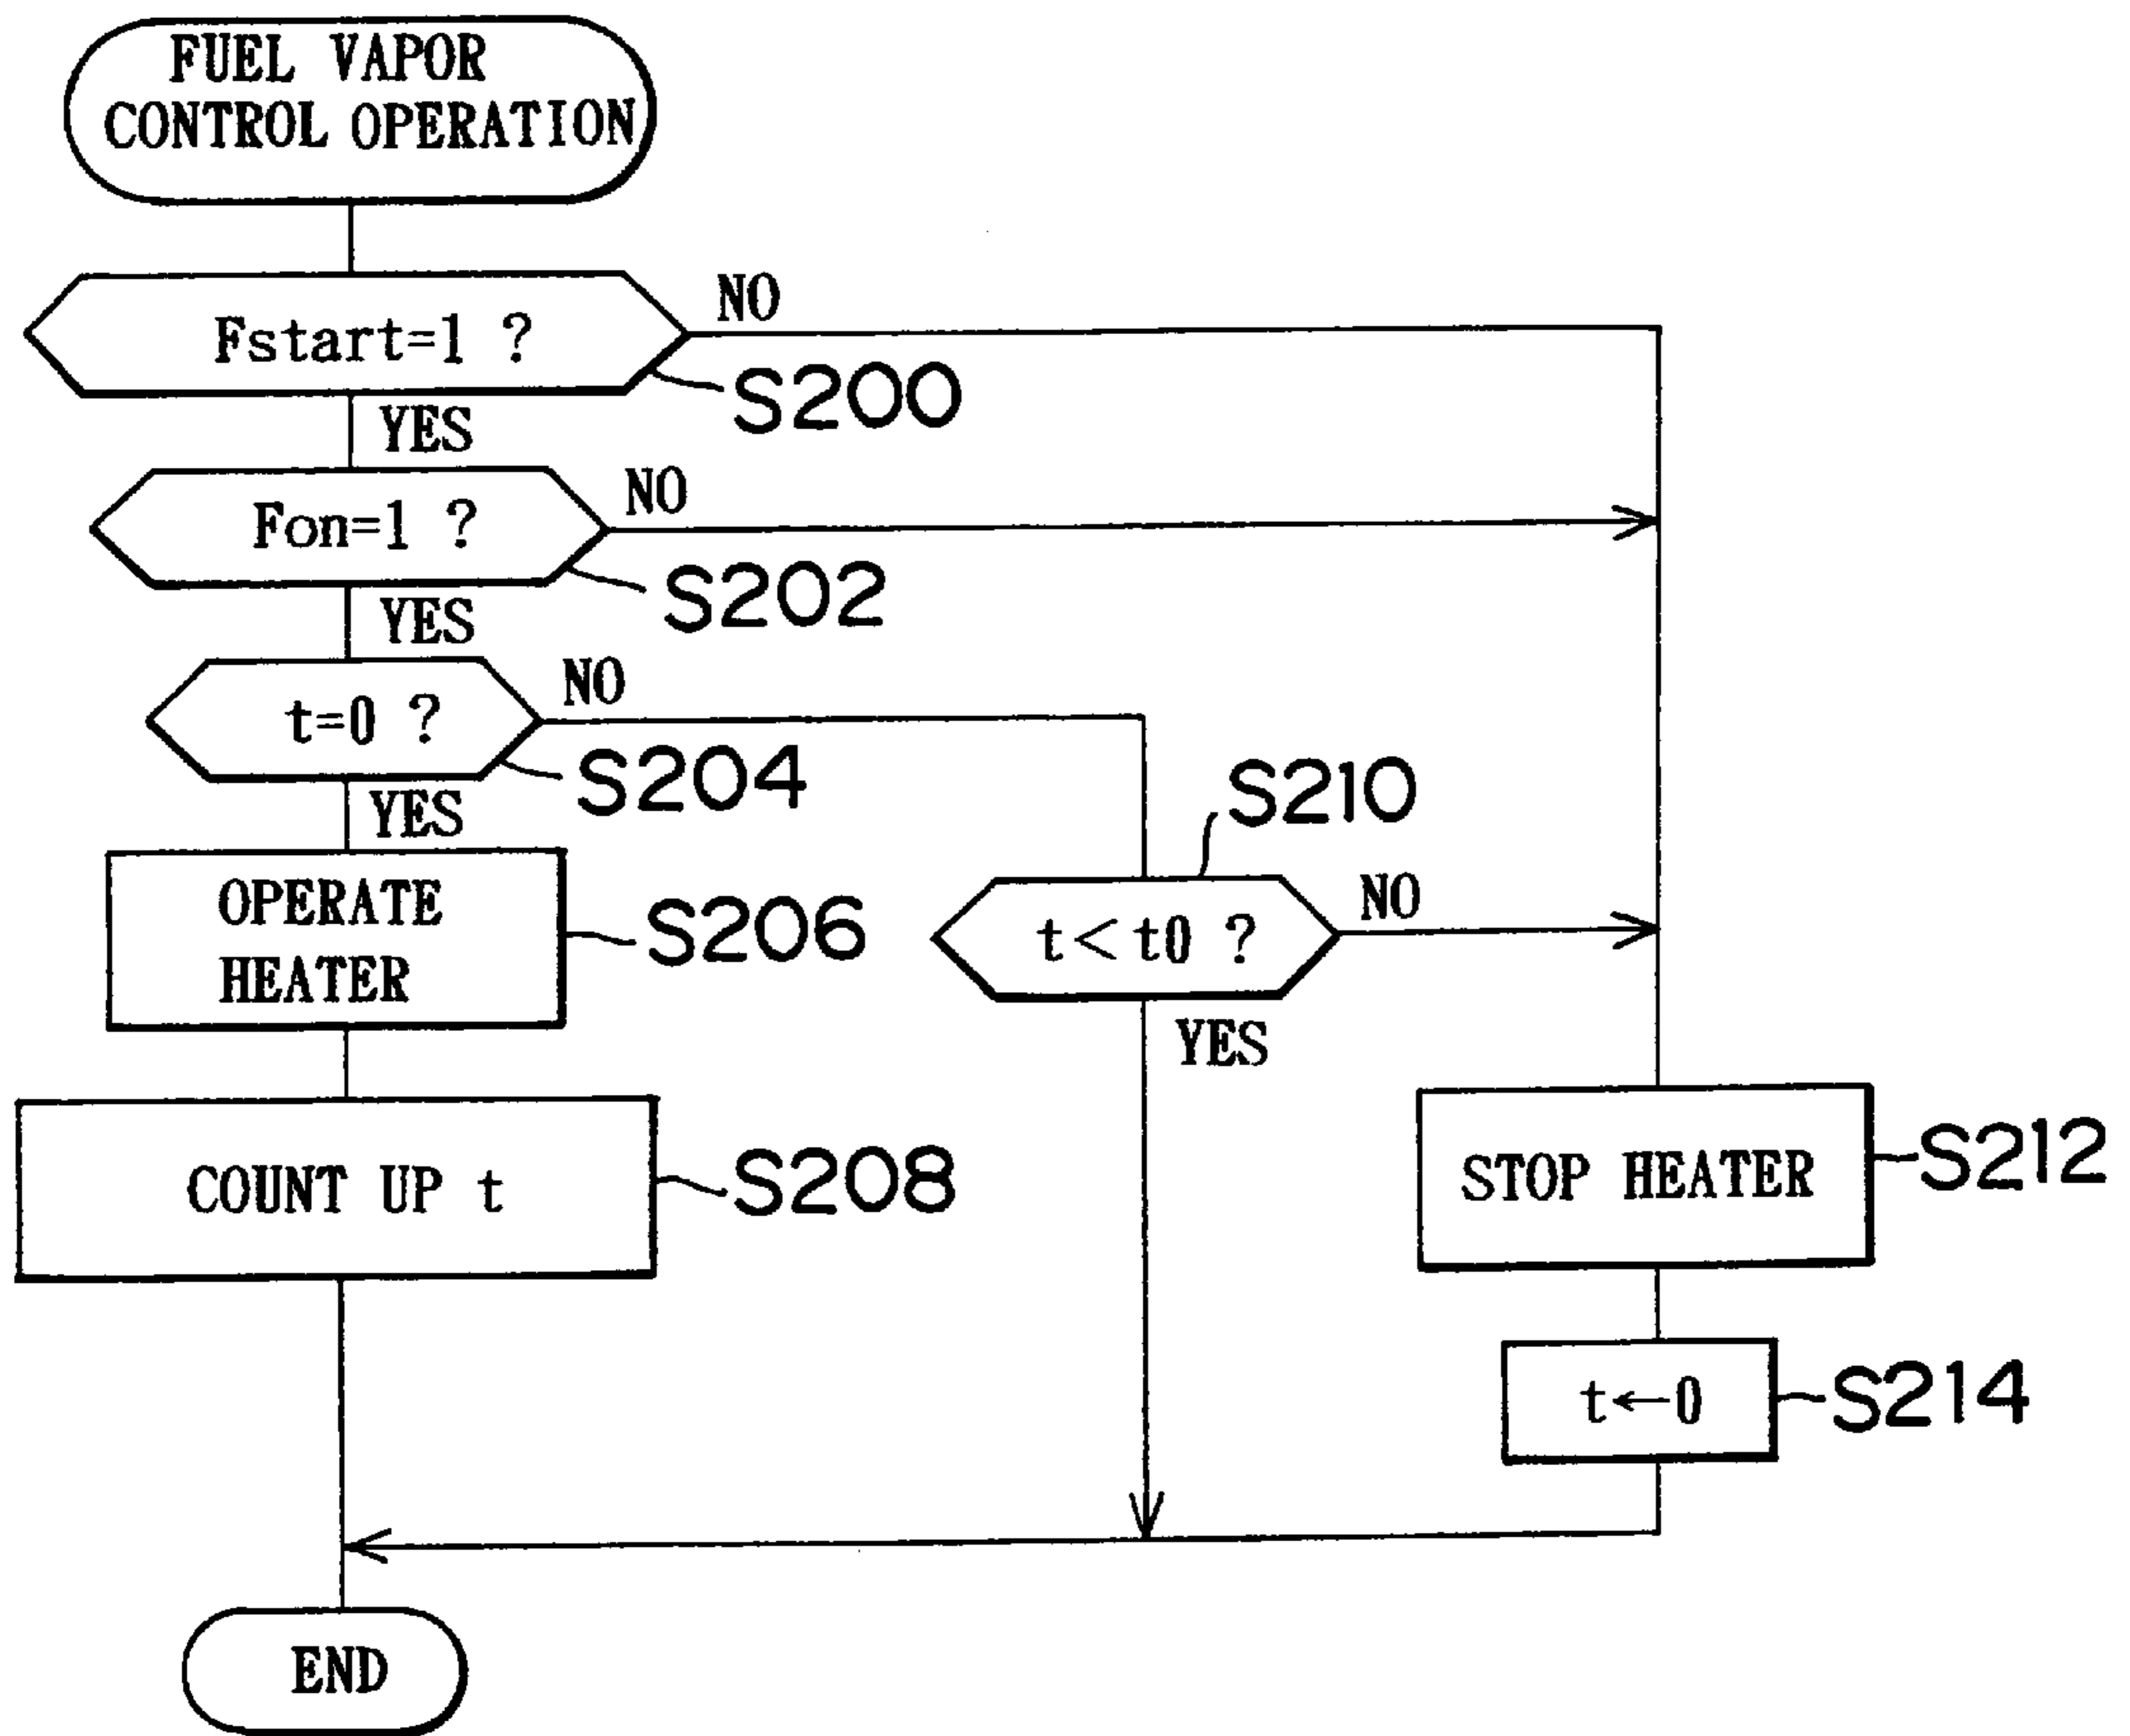 FUEL VAPOR
CONTROL OPERATION
Fstart=1 ?
NO
S200
YES
Fon=1 ?
NO
S202
YES
t=0 ?
NO
S204
YES
OPERATE
HEATER
S206
COUNT UP t
S208
S210
t<t0 ?
NO
YES
STOP HEATER
S212
t←0
S214
END